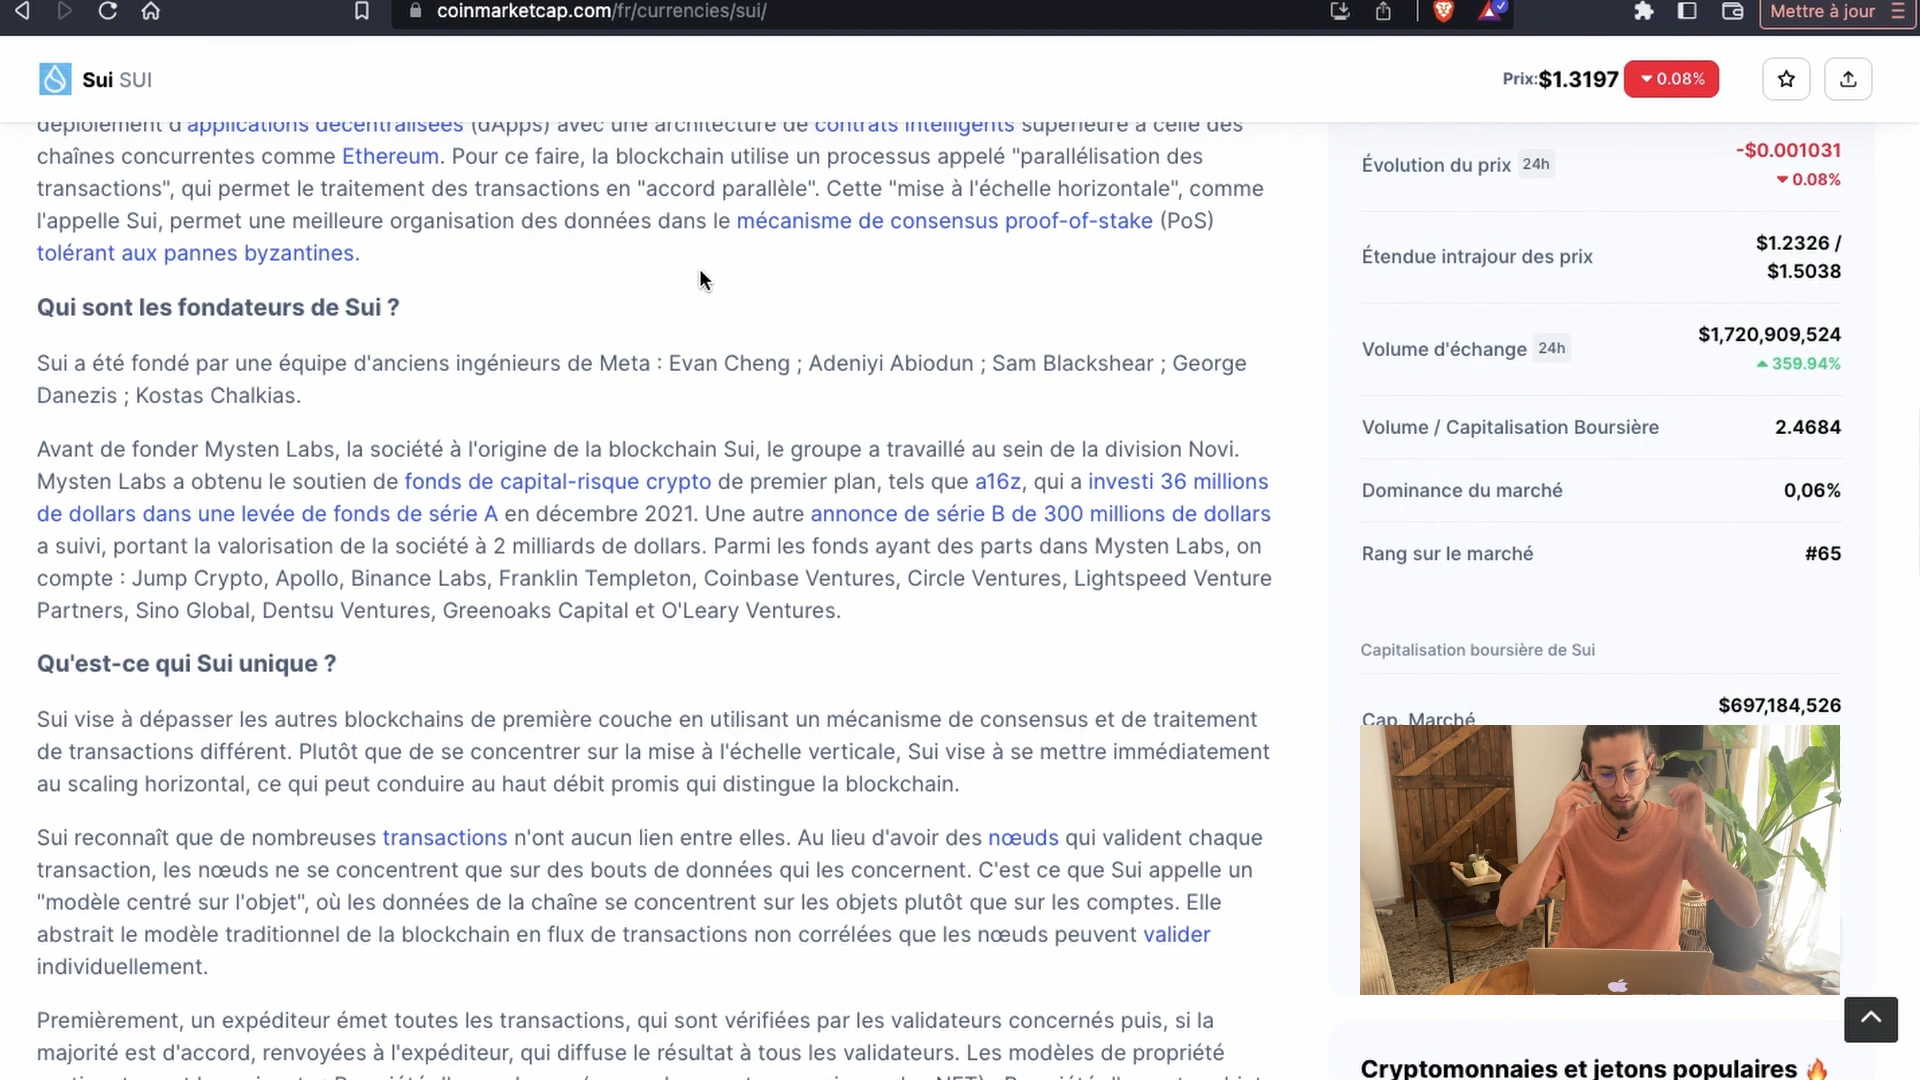 coinmarketcap.com/fr/currencies/sui/
Mettre à jour
Sui SUI
Prix:$1.3197
0.08%
déploiement d'applications décentralisées (dApps) avec une architecture de contrats intelligents supérieure à celle des
chaînes concurrentes comme Ethereum. Pour ce faire, la blockchain utilise un processus appelé "parallélisation des
transactions", qui permet le traitement des transactions en "accord parallèle". Cette "mise à l'échelle horizontale", comme
l'appelle Sui, permet une meilleure organisation des données dans le mécanisme de consensus proof-of-stake (PoS)
tolérant aux pannes byzantines.
Qui sont les fondateurs de Sui ?
Sui a été fondé par une équipe d'anciens ingénieurs de Meta : Evan Cheng ; Adeniyi Abiodun ; Sam Blackshear ; George
Danezis ; Kostas Chalkias.
Avant de fonder Mysten Labs, la société à l'origine de la blockchain Sui, le groupe a travaillé au sein de la division Novi.
Mysten Labs a obtenu le soutien de fonds de capital-risque crypto de premier plan, tels que a16z, qui a investi 36 millions
de dollars dans une levée de fonds de série A en décembre 2021. Une autre annonce de série B de 300 millions de dollars
a suivi, portant la valorisation de la société à 2 milliards de dollars. Parmi les fonds ayant des parts dans Mysten Labs, on
compte : Jump Crypto, Apollo, Binance Labs, Franklin Templeton, Coinbase Ventures, Circle Ventures, Lightspeed Venture
Partners, Sino Global, Dentsu Ventures, Greenoaks Capital et O'Leary Ventures.
Qu'est-ce qui Sui unique ?
Sui vise à dépasser les autres blockchains de première couche en utilisant un mécanisme de consensus et de traitement
de transactions différent. Plutôt que de se concentrer sur la mise à l'échelle verticale, Sui vise à se mettre immédiatement
au scaling horizontal, ce qui peut conduire au haut débit promis qui distingue la blockchain.
Sui reconnaît que de nombreuses transactions n'ont aucun lien entre elles. Au lieu d'avoir des nœuds qui valident chaque
transaction, les nœuds ne se concentrent que sur des bouts de données qui les concernent. C'est ce que Sui appelle un
"modèle centré sur l'objet", où les données de la chaîne se concentrent sur les objets plutôt que sur les comptes. Elle
abstrait le modèle traditionnel de la blockchain en flux de transactions non corrélées que les nœuds peuvent valider
individuellement.
Premièrement, un expéditeur émet toutes les transactions, qui sont vérifiées par les validateurs concernés puis, si la
majorité est d'accord, renvoyées à l'expéditeur, qui diffuse le résultat à tous les validateurs. Les modèles de propriété
Évolution du prix 24h
-$0.001031
0.08%
Étendue intrajour des prix
$1.2326 /
$1.5038
Volume d'échange 24h
$1,720,909,524
359.94%
Volume / Capitalisation Boursière
2.4684
Dominance du marché
0,06%
Rang sur le marché
#65
Capitalisation boursière de Sui
Cap. Marché
$697,184,526
Cryptomonnaies et jetons populaires 🔥